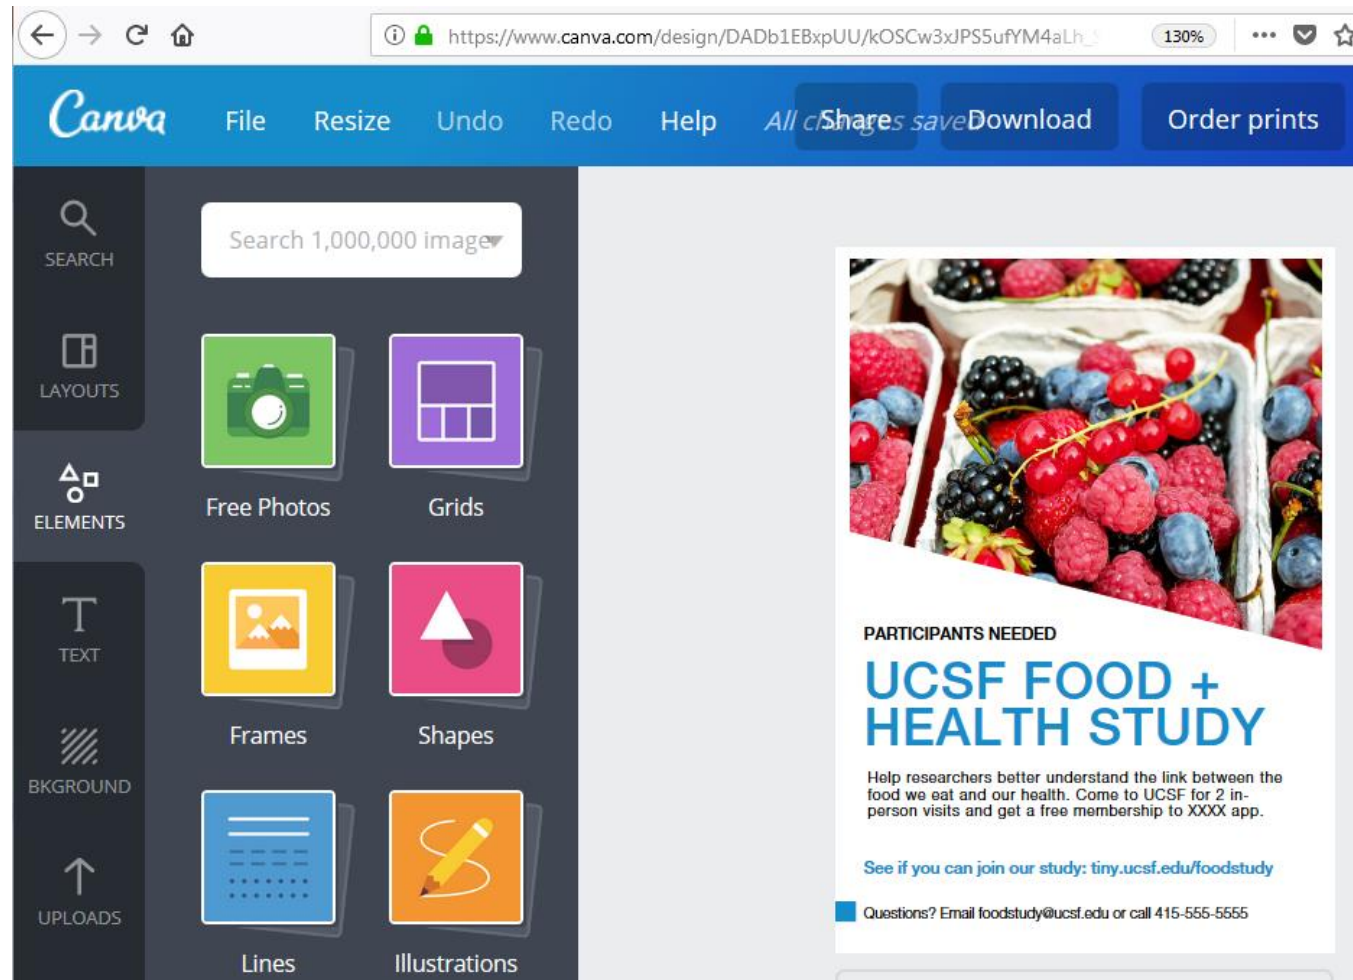 https://www.canva.com/design/DADb1EBxpUU/kOSCw3xJPS5ufYM4aLh_
130%
Canva
File Resize Undo Redo Help All changes saved Share Download Order prints
SEARCH
LAYOUTS
ELEMENTS
TEXT
BKGROUND
UPLOADS
Search 1,000,000 images
Free Photos Grids
Frames Shapes
Lines Illustrations
PARTICIPANTS NEEDED
UCSF FOOD +
HEALTH STUDY
Help researchers better understand the link between the
food we eat and our health. Come to UCSF for 2 in-
person visits and get a free membership to XXXX app.
See if you can join our study: tiny.ucsf.edu/foodstudy
Questions? Email foodstudy@ucsf.edu or call 415-555-5555